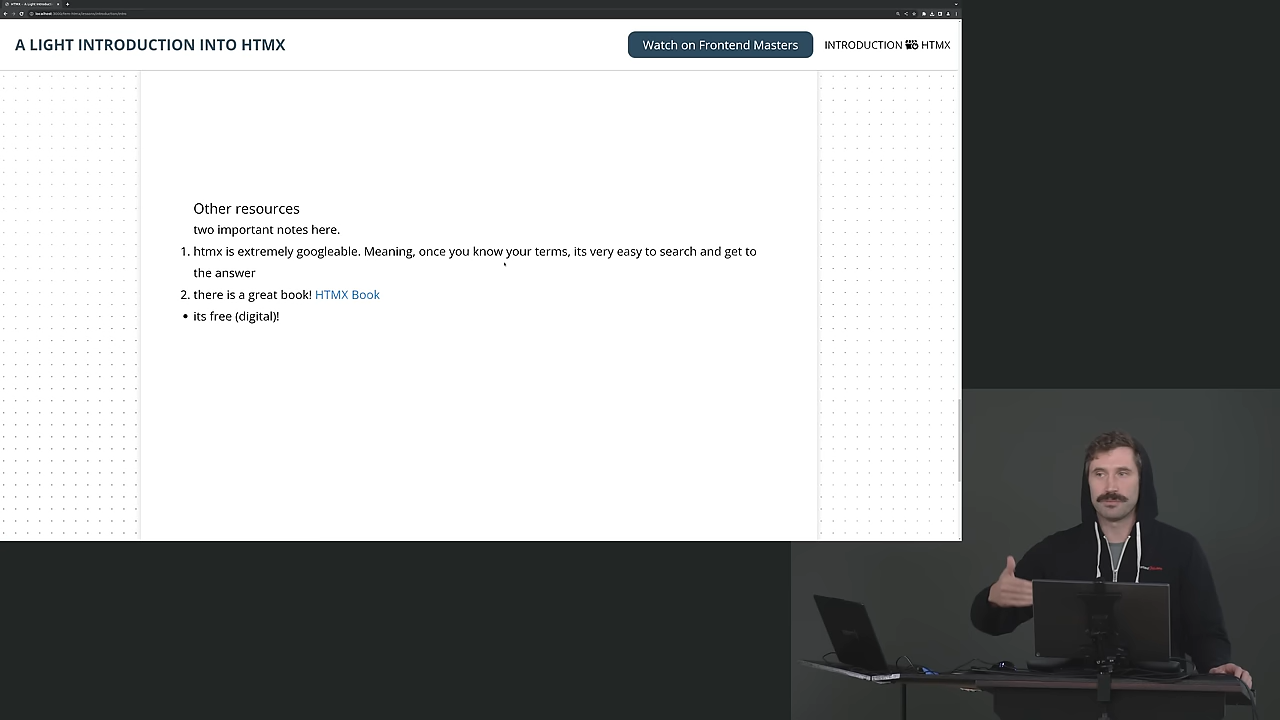 A LIGHT INTRODUCTION INTO HTMX
Watch on Frontend Masters
INTRODUCTION HTMX
Other resources
two important notes here.
1. htmx is extremely googleable. Meaning, once you know your terms, its very easy to search and get to
the answer
2. there is a great book! HTMX Book
• its free (digital)!